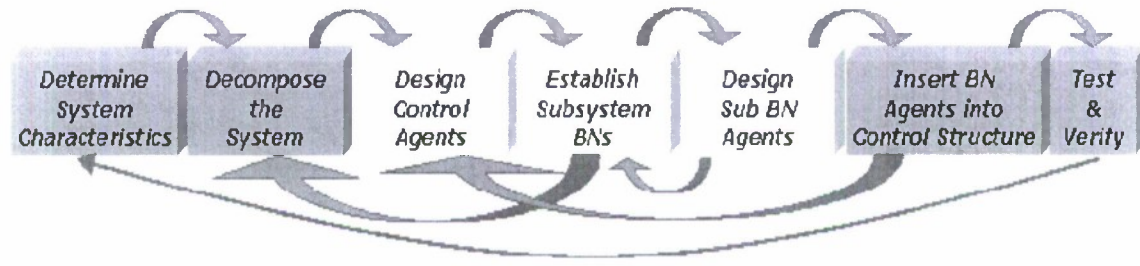 Determine
System
Characteristics
Decompose
the
System
Design
Control
Agents
Establish
Subsystem
BNs
Design
Sub BN
Agents
Insert BN
Agents into
Control Structure
Test
&
Verify